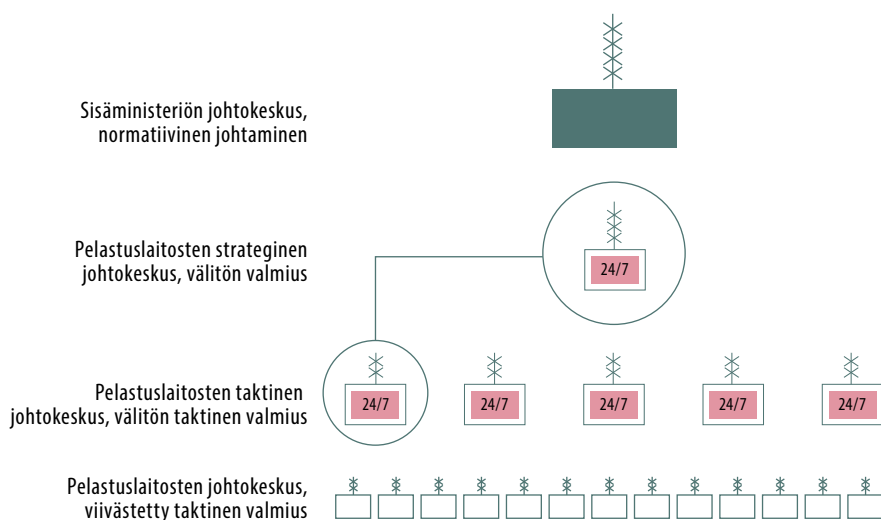 Sisäministeriön johtokeskus,
normatiivinen johtaminen
Pelastuslaitosten strateginen
johtokeskus, välitön valmius
24/7
Pelastuslaitosten taktinen
johtokeskus, välitön taktinen valmius
24/7
24/7
24/7
24/7
24/7
Pelastuslaitosten johtokeskus,
viivästetty taktinen valmius